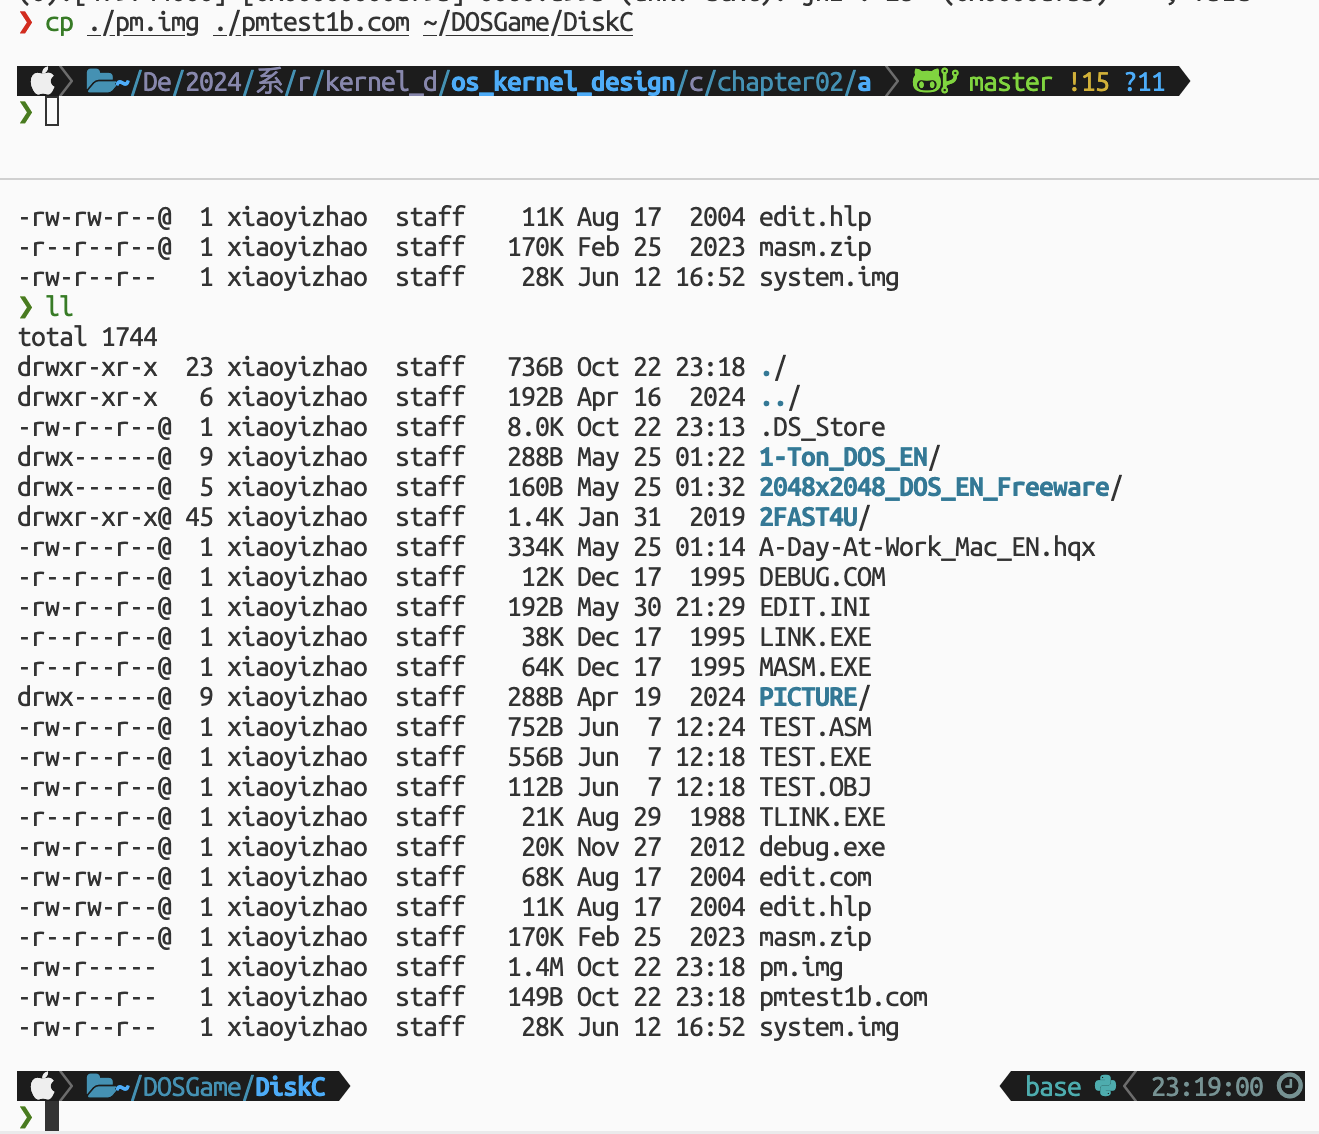 ❯ cp ./pm.img ./pmtest1b.com ~/DOSGame/DiskC
~/De/2024/系/r/kernel_d/os_kernel_design/c/chapter02/a master !15 ?11
❯
-rw-rw-r--@ 1 xiaoyizhao staff 11K Aug 17 2004 edit.hlp
-r--r--r--@ 1 xiaoyizhao staff 170K Feb 25 2023 masm.zip
-rw-r--r-- 1 xiaoyizhao staff 28K Jun 12 16:52 system.img
❯ ll
total 1744
drwxr-xr-x 23 xiaoyizhao staff 736B Oct 22 23:18 ./
drwxr-xr-x 6 xiaoyizhao staff 192B Apr 16 2024 ../
-rw-r--r--@ 1 xiaoyizhao staff 8.0K Oct 22 23:13 .DS_Store
drwx------@ 9 xiaoyizhao staff 288B May 25 01:22 1-Ton_DOS_EN/
drwx------@ 5 xiaoyizhao staff 160B May 25 01:32 2048x2048_DOS_EN_Freeware/
drwxr-xr-x@ 45 xiaoyizhao staff 1.4K Jan 31 2019 2FAST4U/
-rw-r--r--@ 1 xiaoyizhao staff 334K May 25 01:14 A-Day-At-Work_Mac_EN.hqx
-r--r--r--@ 1 xiaoyizhao staff 12K Dec 17 1995 DEBUG.COM
-rw-r--r--@ 1 xiaoyizhao staff 192B May 30 21:29 EDIT.INI
-r--r--r--@ 1 xiaoyizhao staff 38K Dec 17 1995 LINK.EXE
-r--r--r--@ 1 xiaoyizhao staff 64K Dec 17 1995 MASM.EXE
drwx------@ 9 xiaoyizhao staff 288B Apr 19 2024 PICTURE/
-rw-r--r--@ 1 xiaoyizhao staff 752B Jun 7 12:24 TEST.ASM
-rw-r--r--@ 1 xiaoyizhao staff 556B Jun 7 12:18 TEST.EXE
-rw-r--r--@ 1 xiaoyizhao staff 112B Jun 7 12:18 TEST.OBJ
-r--r--r--@ 1 xiaoyizhao staff 21K Aug 29 1988 TLINK.EXE
-rw-r--r--@ 1 xiaoyizhao staff 20K Nov 27 2012 debug.exe
-rw-rw-r--@ 1 xiaoyizhao staff 68K Aug 17 2004 edit.com
-rw-rw-r--@ 1 xiaoyizhao staff 11K Aug 17 2004 edit.hlp
-r--r--r--@ 1 xiaoyizhao staff 170K Feb 25 2023 masm.zip
-rw-r----- 1 xiaoyizhao staff 1.4M Oct 22 23:18 pm.img
-rw-r--r-- 1 xiaoyizhao staff 149B Oct 22 23:18 pmtest1b.com
-rw-r--r-- 1 xiaoyizhao staff 28K Jun 12 16:52 system.img
~/DOSGame/DiskC base 23:19:00
❯